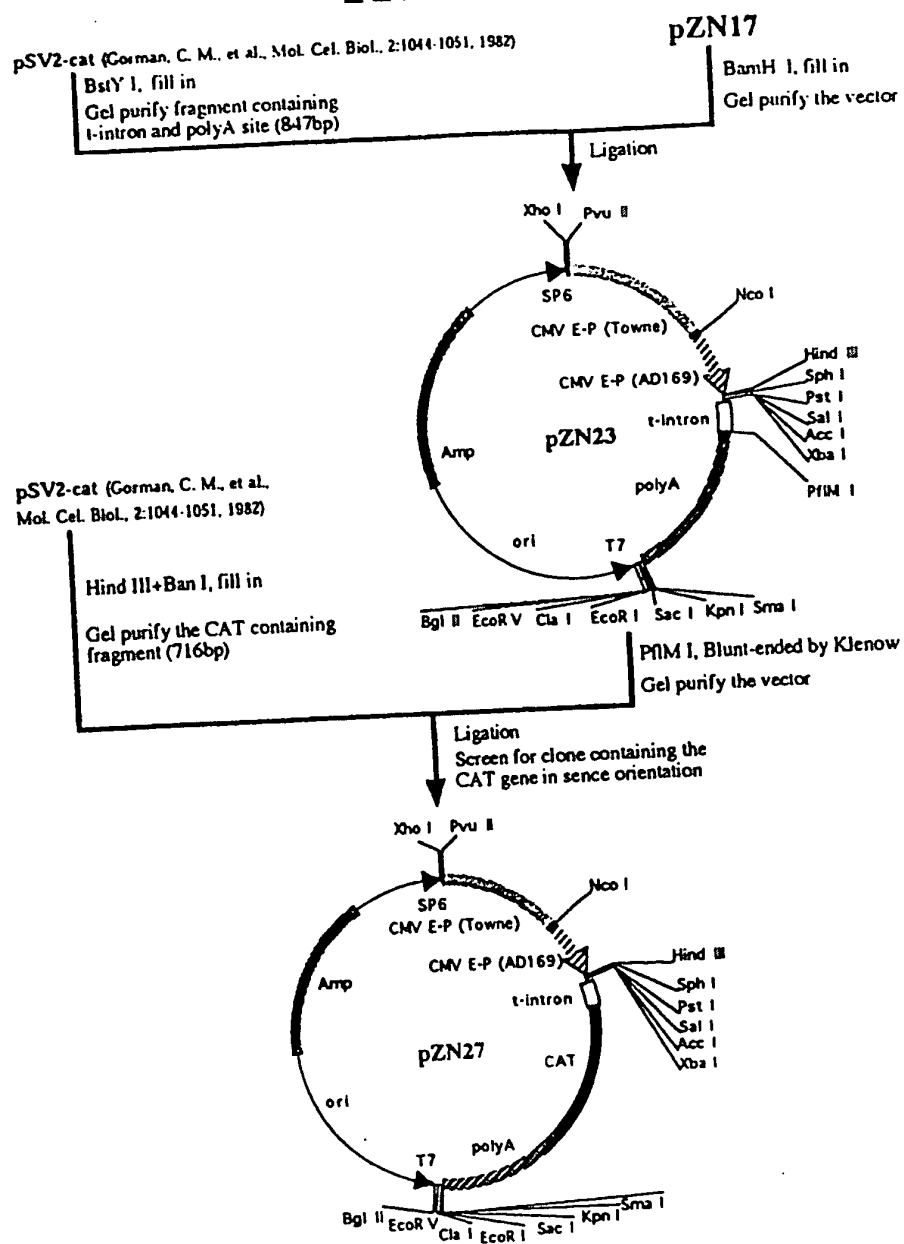 pZN17
pSV2-cat (Gorman, C. M., et al., Mol. Cel. Biol., 2:1044-1051, 1982)
BstY I, fill in
Gel purify fragment containing
t-intron and polyA site (847bp)
BamH I, fill in
Gel purify the vector
Ligation
Xho I
Pvu II
SP6
Nco I
CMV E-P (Towne)
Hind III
CMV E-P (AD169)
Sph I
Pst I
t-intron
Sal I
pZN23
Acc I
Xba I
Amp
polyA
PflM I
pSV2-cat (Gorman, C. M., et al.,
Mol. Cel. Biol., 2:1044-1051, 1982)
ori
T7
Hind III+Ban I, fill in
Bgl II EcoR V Cla I EcoR I Sac I Kpn I Sma I
Gel purify the CAT containing
fragment (716bp)
PflM I, Blunt-ended by Klenow
Gel purify the vector
Ligation
Screen for clone containing the
CAT gene in sence orientation
Xho I
Pvu II
SP6
Nco I
CMV E-P (Towne)
CMV E-P (AD169)
Hind III
Amp
t-intron
Sph I
Pst I
Sal I
Acc I
Xba I
pZN27
CAT
ori
T7
polyA
Bgl II EcoR V Cla I EcoR I Sac I Kpn I Sma I